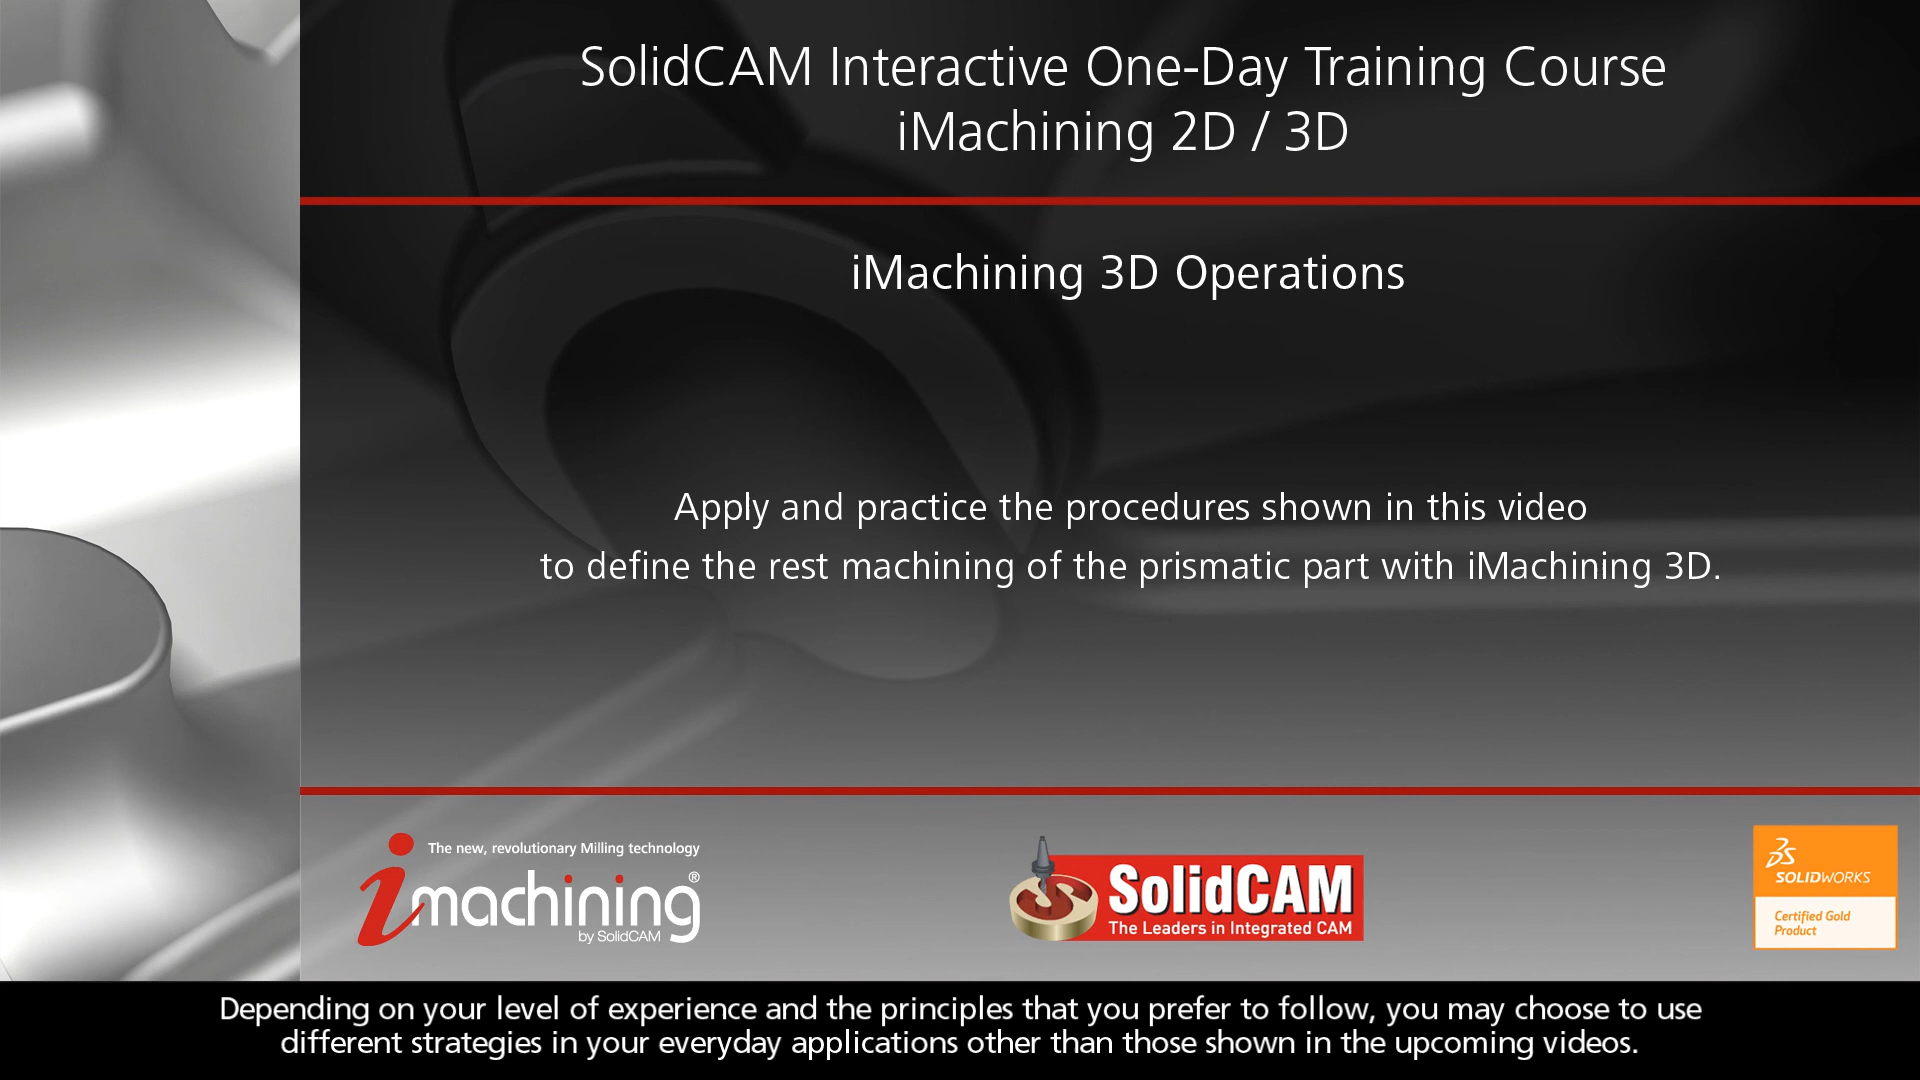 SolidCAM Interactive One-Day Training Course
iMachining 2D / 3D
iMachining 3D Operations
Apply and practice the procedures shown in this video
to define the rest machining of the prismatic part with iMachining 3D.
The new, revolutionary Milling technology
imachining®
by SolidCAM
SolidCAM
The Leaders in Integrated CAM
3DS
SOLIDWORKS
Certified Gold
Product
Depending on your level of experience and the principles that you prefer to follow, you may choose to use
different strategies in your everyday applications other than those shown in the upcoming videos.